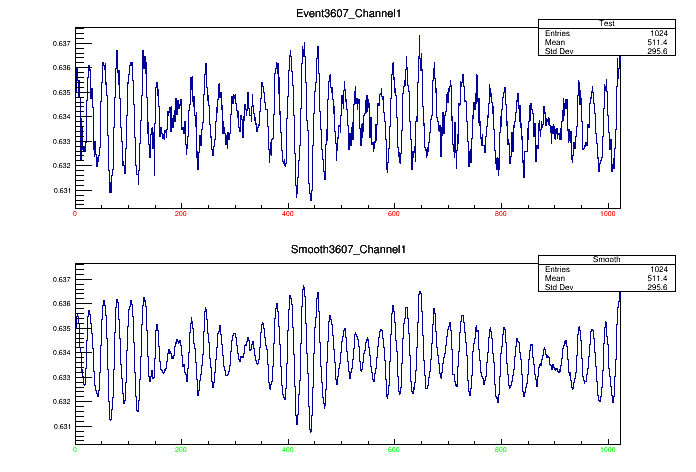 Event3607_Channel1
Test
Entries 1024
Mean 511.4
Std Dev 295.6
0.637
0.636
0.635
0.634
0.633
0.632
0.631
0 200 400 600 800 1000
Smooth3607_Channel1
Smooth
Entries 1024
Mean 511.4
Std Dev 295.6
0.637
0.636
0.635
0.634
0.633
0.632
0.631
0 200 400 600 800 1000